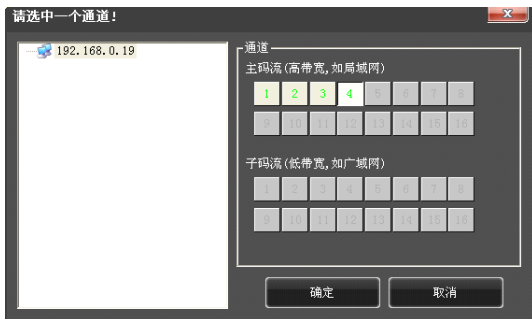 请选中一个通道!
192.168.0.19
通道
主码流(高带宽,如局域网)
1 2 3 4 5 6 7 8
9 10 11 12 13 14 15 16
子码流(低带宽,如广域网)
1 2 3 4 5 6 7 8
9 10 11 12 13 14 15 16
确定 取消